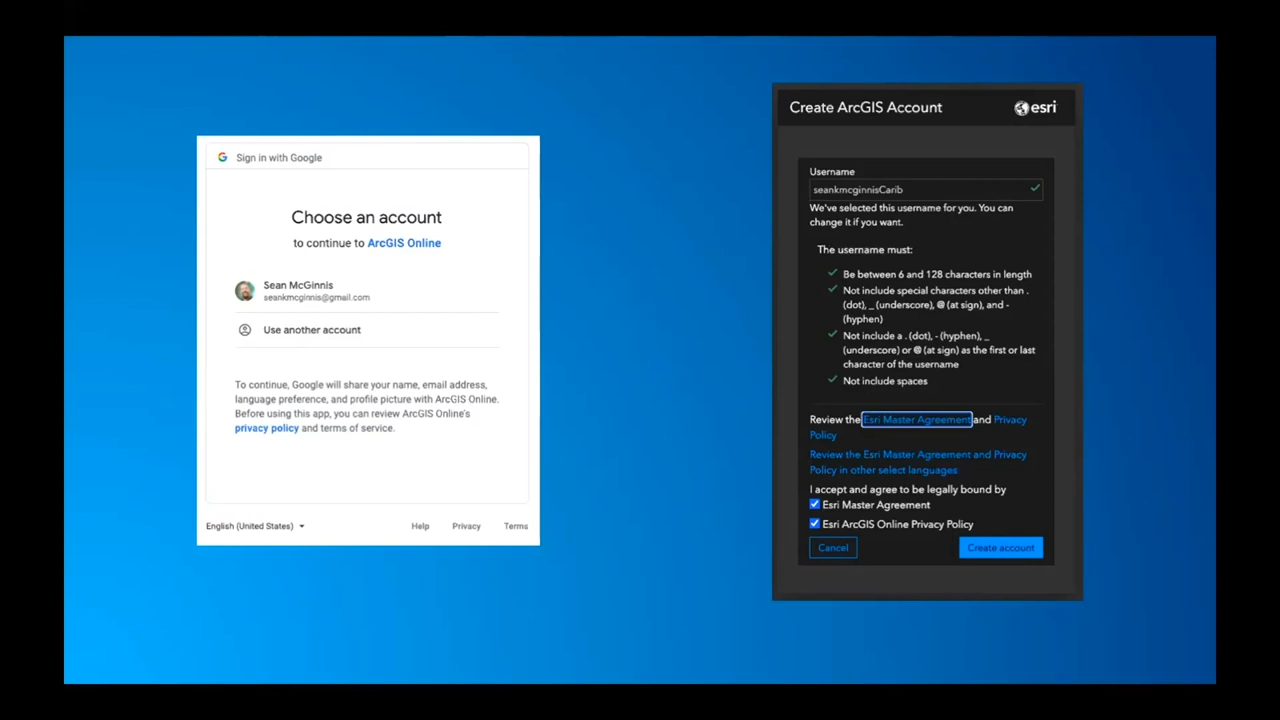 Sign in with Google
Choose an account
to continue to ArcGIS Online
Sean McGinnis
seankmcginnis@gmail.com
Use another account
To continue, Google will share your name, email address,
language preference, and profile picture with ArcGIS Online.
Before using this app, you can review ArcGIS Online's
privacy policy and terms of service.
English (United States)
Help
Privacy
Terms
Create ArcGIS Account
esri
Username
seankmcginnisCarib
We've selected this username for you. You can
change it if you want.
The username must:
Be between 6 and 128 characters in length
Not include special characters other than .
(dot), _ (underscore), @ (at sign), and -
(hyphen)
Not include a . (dot), - (hyphen), _
(underscore) or @ (at sign) as the first or last
character of the username
Not include spaces
Review the Esri Master Agreement and Privacy
Policy
Review the Esri Master Agreement and Privacy
Policy in other select languages
I accept and agree to be legally bound by
Esri Master Agreement
Esri ArcGIS Online Privacy Policy
Cancel
Create account